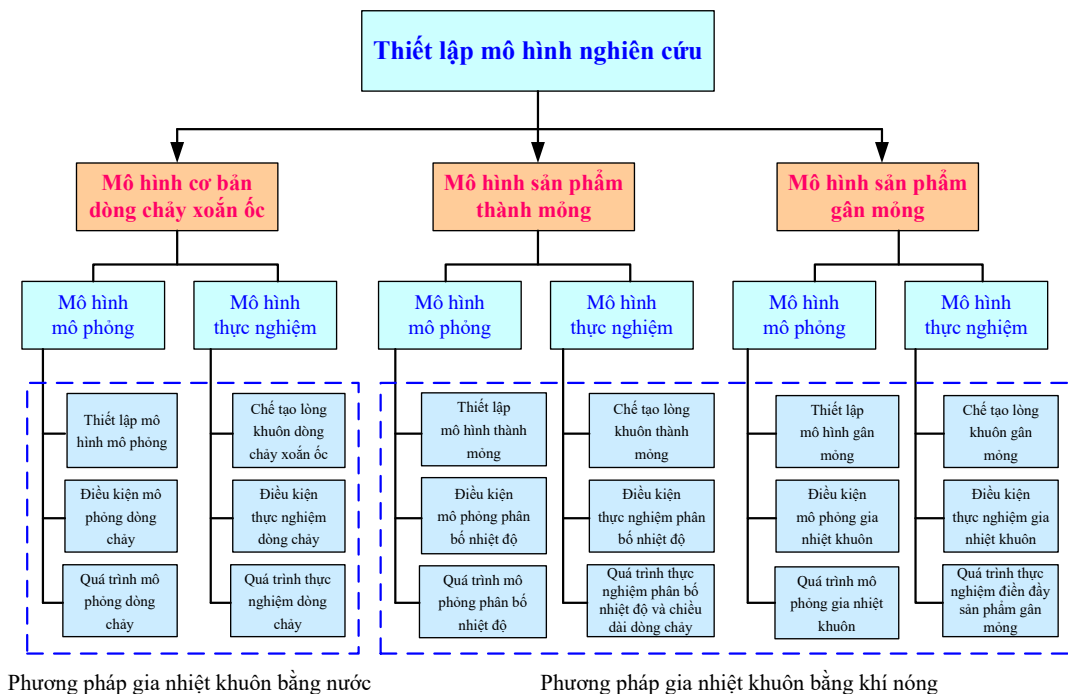 Thiết lập mô hình nghiên cứu
Mô hình cơ bản
dòng chảy xoắn ốc
Mô hình sản phẩm
thành mỏng
Mô hình sản phẩm
gân mỏng
Mô hình
mô phỏng
Mô hình
thực nghiệm
Mô hình
mô phỏng
Mô hình
thực nghiệm
Mô hình
mô phỏng
Mô hình
thực nghiệm
Thiết lập mô
hình mô phỏng
Chế tạo lòng
khuôn dòng
chảy xoắn ốc
Thiết lập
mô hình thành
mỏng
Chế tạo lòng
khuôn thành
mỏng
Thiết lập
mô hình gân
mỏng
Chế tạo lòng
khuôn gân
mỏng
Điều kiện mô
phỏng dòng
chảy
Điều kiện
thực nghiệm
dòng chảy
Điều kiện
mô phỏng phân
bố nhiệt độ
Điều kiện
thực nghiệm phân
bố nhiệt độ
Điều kiện
mô phỏng gia
nhiệt khuôn
Điều kiện
thực nghiệm gia
nhiệt khuôn
Quá trình mô
phỏng dòng
chảy
Quá trình thực
nghiệm dòng
chảy
Quá trình mô
phỏng phân bố
nhiệt độ
Quá trình thực
nghiệm phân bố
nhiệt độ và chiều
dài dòng chảy
Quá trình mô
phỏng gia nhiệt
khuôn
Quá trình thực
nghiệm điền đầy
sản phẩm gân
mỏng
Phương pháp gia nhiệt khuôn bằng nước
Phương pháp gia nhiệt khuôn bằng khí nóng